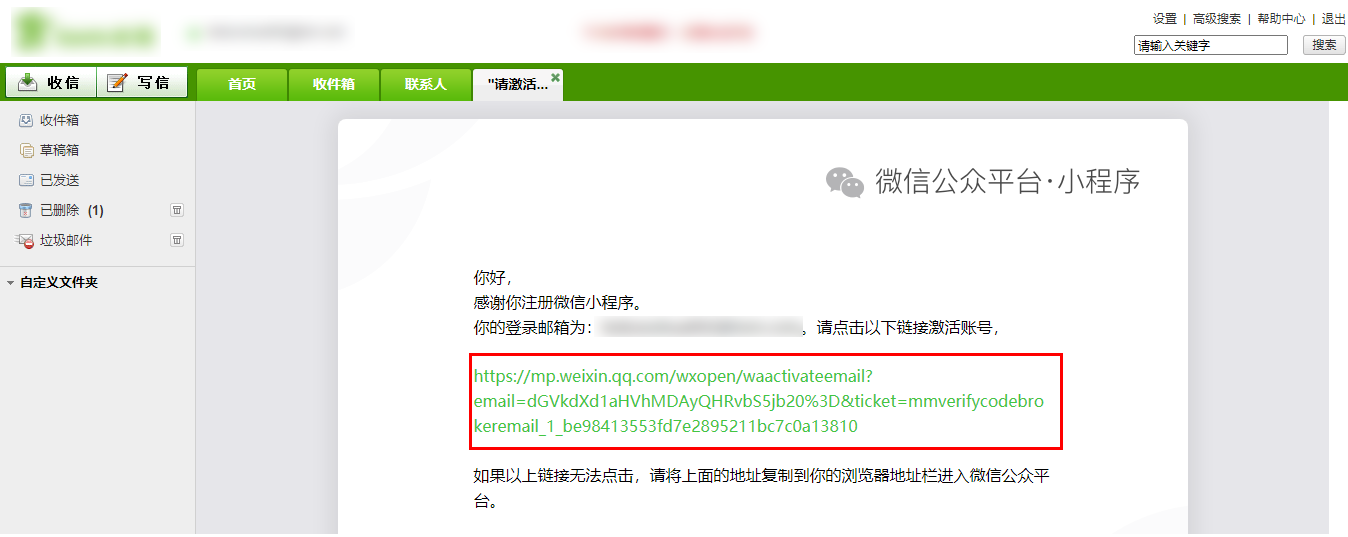 设置 | 高级搜索 | 帮助中心 | 退出
请输入关键字 搜索
收信 写信 首页 收件箱 联系人 "请激活...
收件箱
草稿箱
已发送
已删除 (1)
垃圾邮件
自定义文件夹
微信公众平台·小程序
你好，
感谢你注册微信小程序。
你的登录邮箱为： 。请点击以下链接激活账号，
https://mp.weixin.qq.com/wxopen/waactivateemail?
email=dGVkdXd1aHVhMDAyQHRvbS5jb20%3D&ticket=mmverifycodebro
keremail_1_be98413553fd7e2895211bc7c0a13810
如果以上链接无法点击，请将上面的地址复制到你的浏览器地址栏进入微信公众平
台。